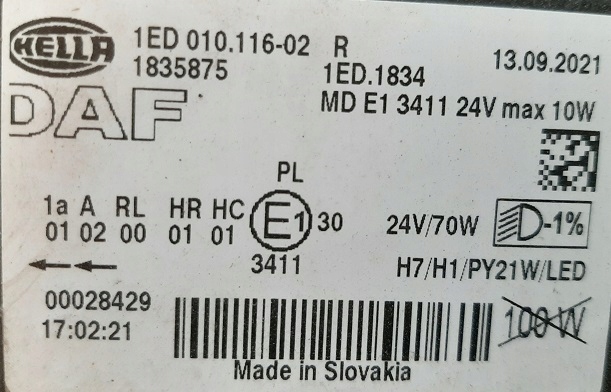 HELLA 1ED 010.116-02 R 13.09.2021
1835875 1ED.1834
DAF MD E1 3411 24V max 10W
PL
1a A RL HR HC E1 30 24V/70W -1%
01 02 00 01 01
3411 H7/H1/PY21W/LED
00028429
17:02:21 100W
Made in Slovakia